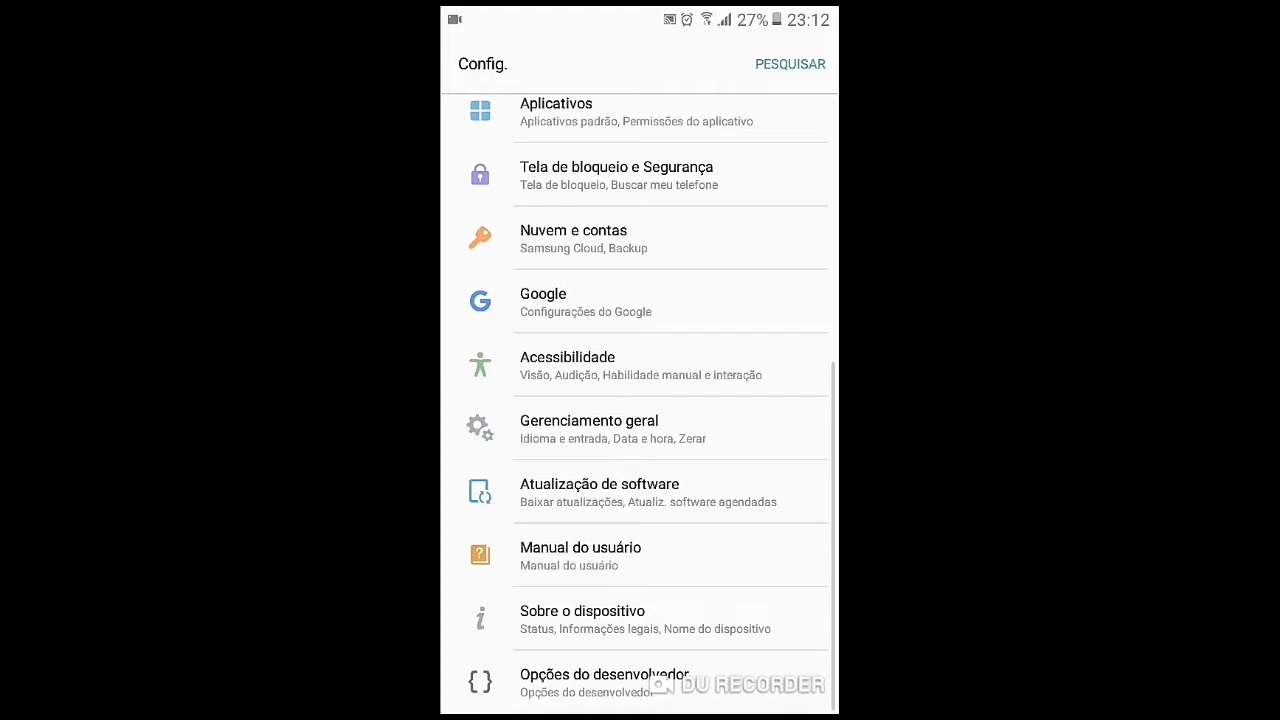 27% 23:12
Config.
PESQUISAR
Aplicativos
Aplicativos padrão, Permissões do aplicativo
Tela de bloqueio e Segurança
Tela de bloqueio, Buscar meu telefone
Nuvem e contas
Samsung Cloud, Backup
Google
Configurações do Google
Acessibilidade
Visão, Audição, Habilidade manual e interação
Gerenciamento geral
Idioma e entrada, Data e hora, Zerar
Atualização de software
Baixar atualizações, Atualiz. software agendadas
Manual do usuário
Manual do usuário
Sobre o dispositivo
Status, Informações legais, Nome do dispositivo
Opções do desenvolvedor
Opções do desenvolvedor
DU RECORDER